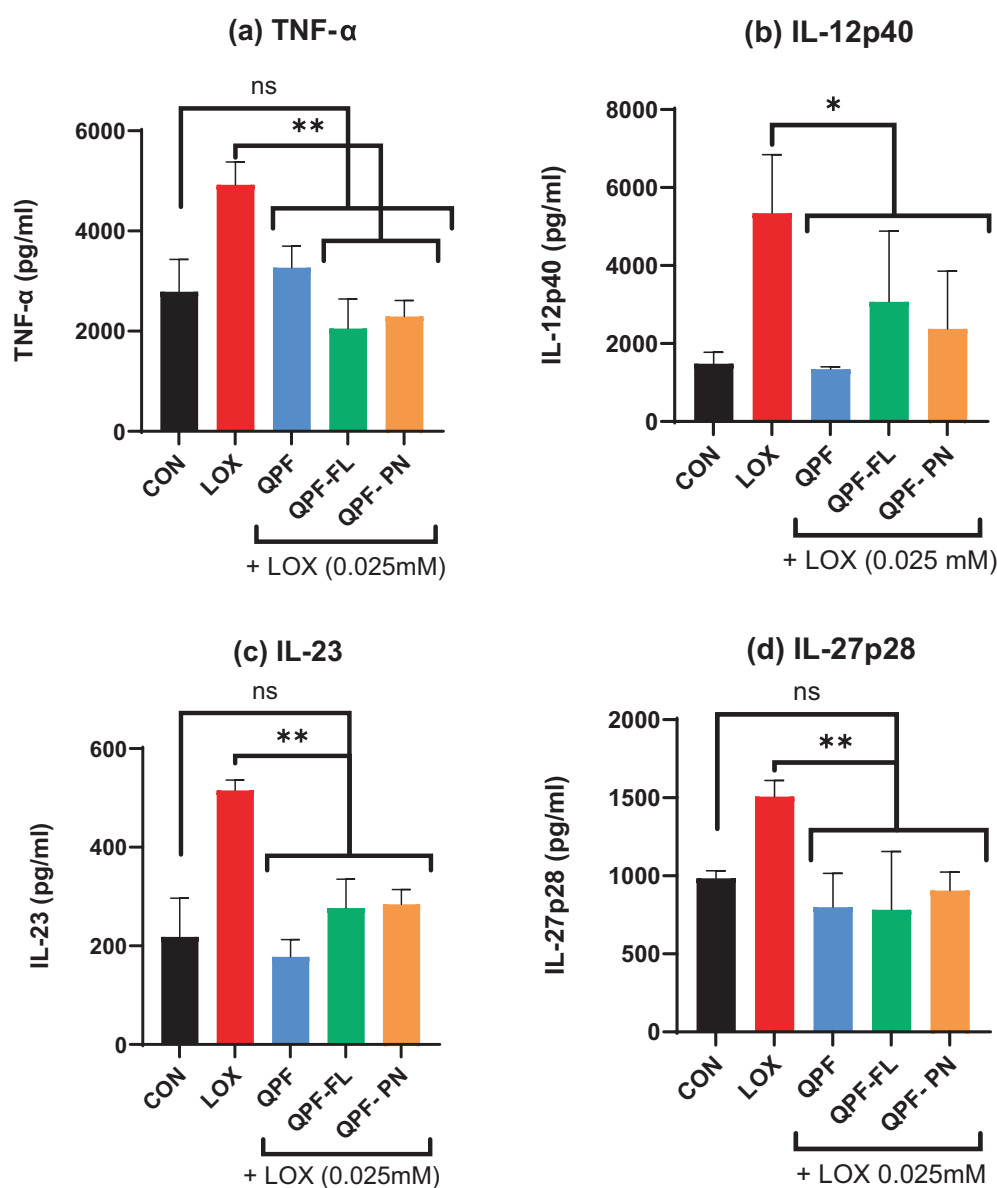 (a) TNF-α
ns
**
6000
4000
2000
0
TNF-α (pg/ml)
CON
LOX
QPF
QPF-FL
QPF- PN
+ LOX (0.025mM)
(b) IL-12p40
*
8000
6000
4000
2000
0
IL-12p40 (pg/ml)
CON
LOX
QPF
QPF-FL
QPF- PN
+ LOX (0.025 mM)
(c) IL-23
ns
**
600
400
200
0
IL-23 (pg/ml)
CON
LOX
QPF
QPF-FL
QPF- PN
+ LOX (0.025mM)
(d) IL-27p28
ns
**
2000
1500
1000
500
0
IL-27p28 (pg/ml)
CON
LOX
QPF
QPF-FL
QPF- PN
+ LOX 0.025mM